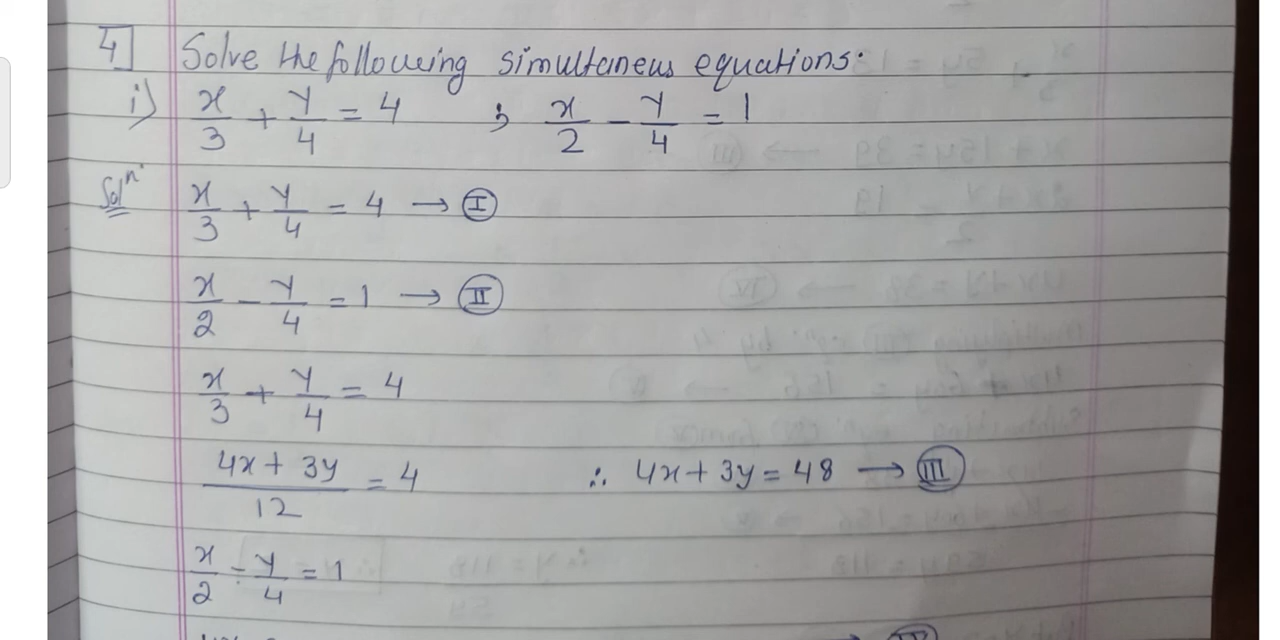 4] Solve the following simultaneus equations.
i) x/3 + y/4 = 4 ; x/2 - y/4 = 1
Solⁿ. x/3 + y/4 = 4 → Ⓘ
x/2 - y/4 = 1 → (II)
x/3 + y/4 = 4
(4x + 3y)/12 = 4 ∴ 4x + 3y = 48 → (III)
x/2 - y/4 = 1